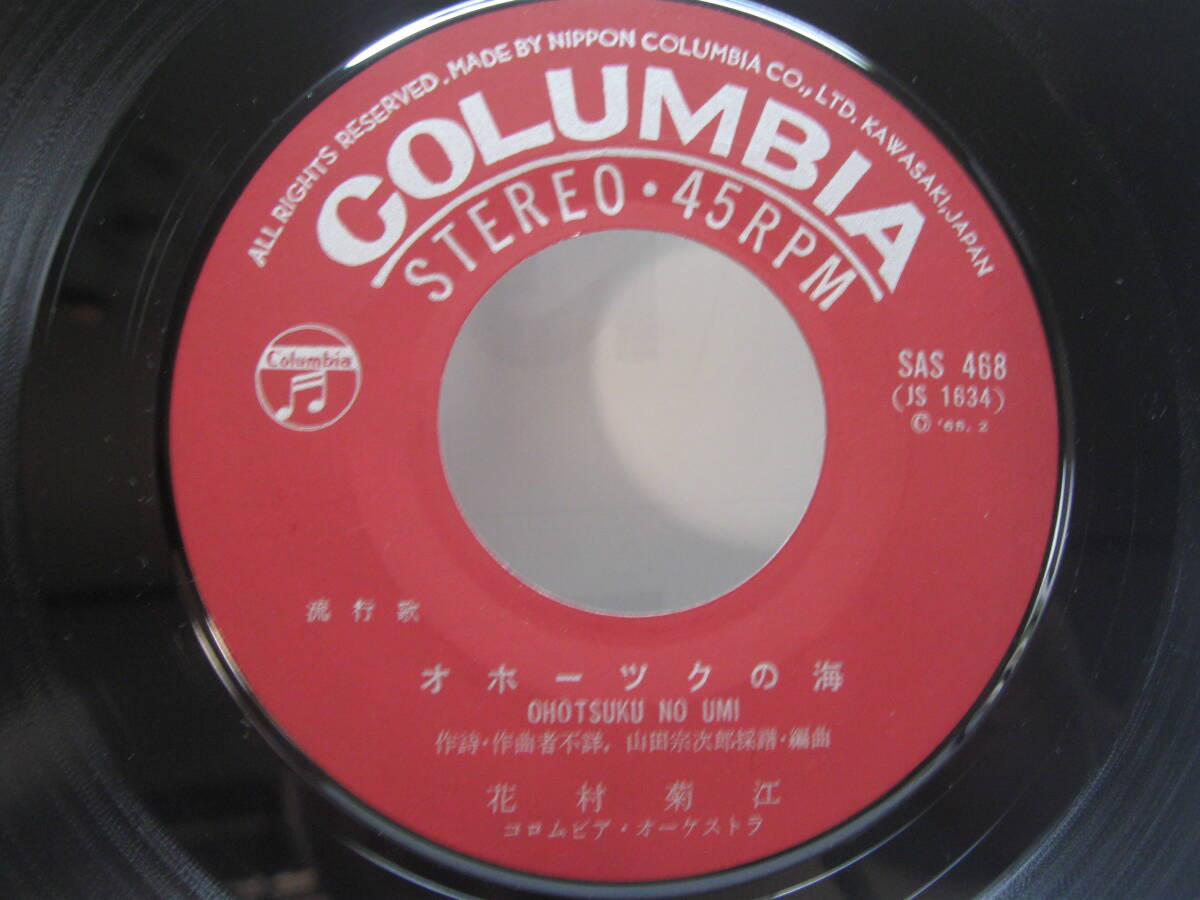 ALL RIGHTS RESERVED. MADE BY NIPPON COLUMBIA CO., LTD. KAWASAKI, JAPAN
COLUMBIA
STEREO・45RPM
Columbia
SAS 468
(JS 1634)
© '65. 2
流行歌
オホーツクの海
OHŌTSUKU NO UMI
作詩・作曲者不詳, 山田宗次郎採譜・編曲
花村菊江
コロムビア・オーケストラ